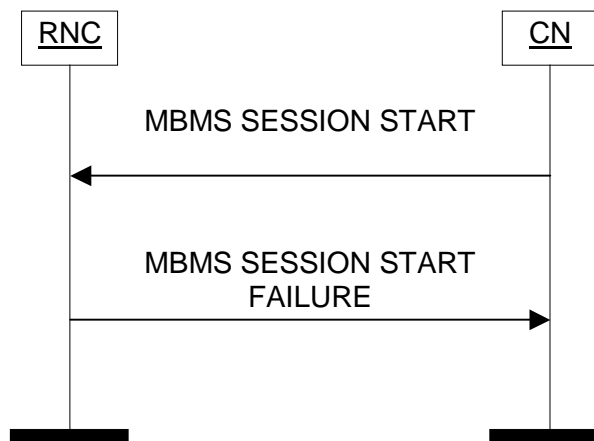 RNC
CN
MBMS SESSION START
MBMS SESSION START
FAILURE